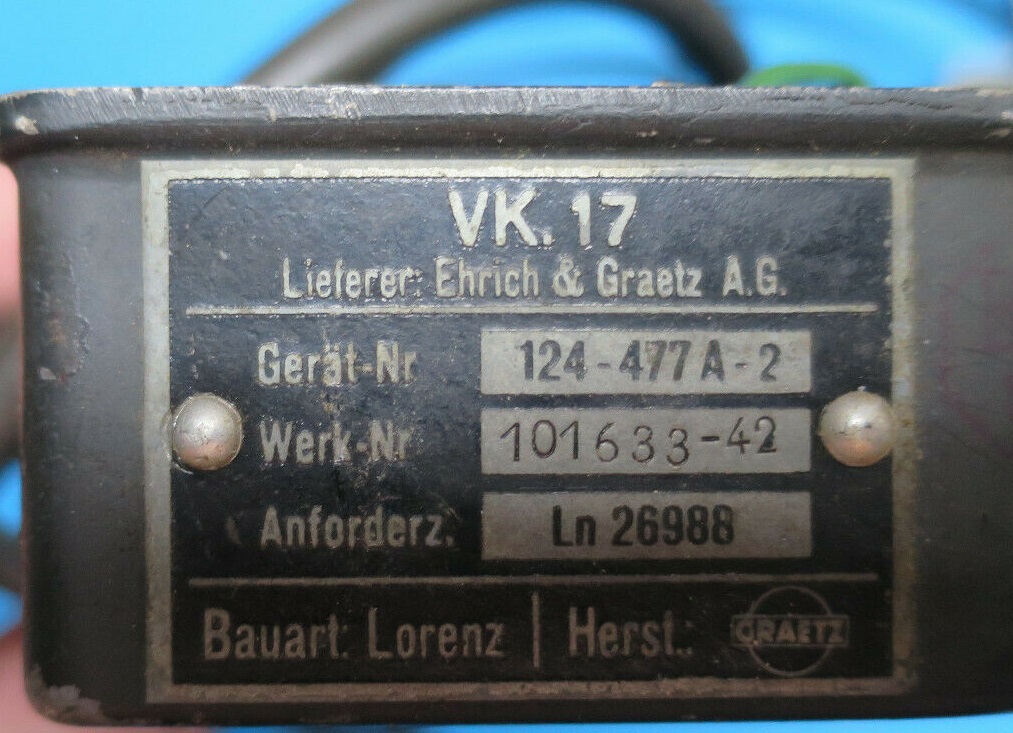 VK. 17
Lieferer: Ehrich & Graetz A.G.
Gerät-Nr 124-477 A-2
Werk-Nr 101633-42
Anforderz. Ln 26988
Bauart: Lorenz | Herst.: GRAETZ